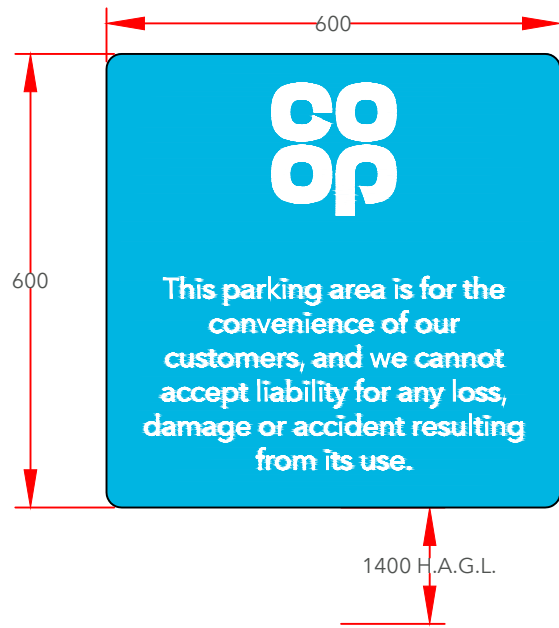 600
co
op
600
This parking area is for the
convenience of our
customers, and we cannot
accept liability for any loss,
damage or accident resulting
from its use.
1400 H.A.G.L.